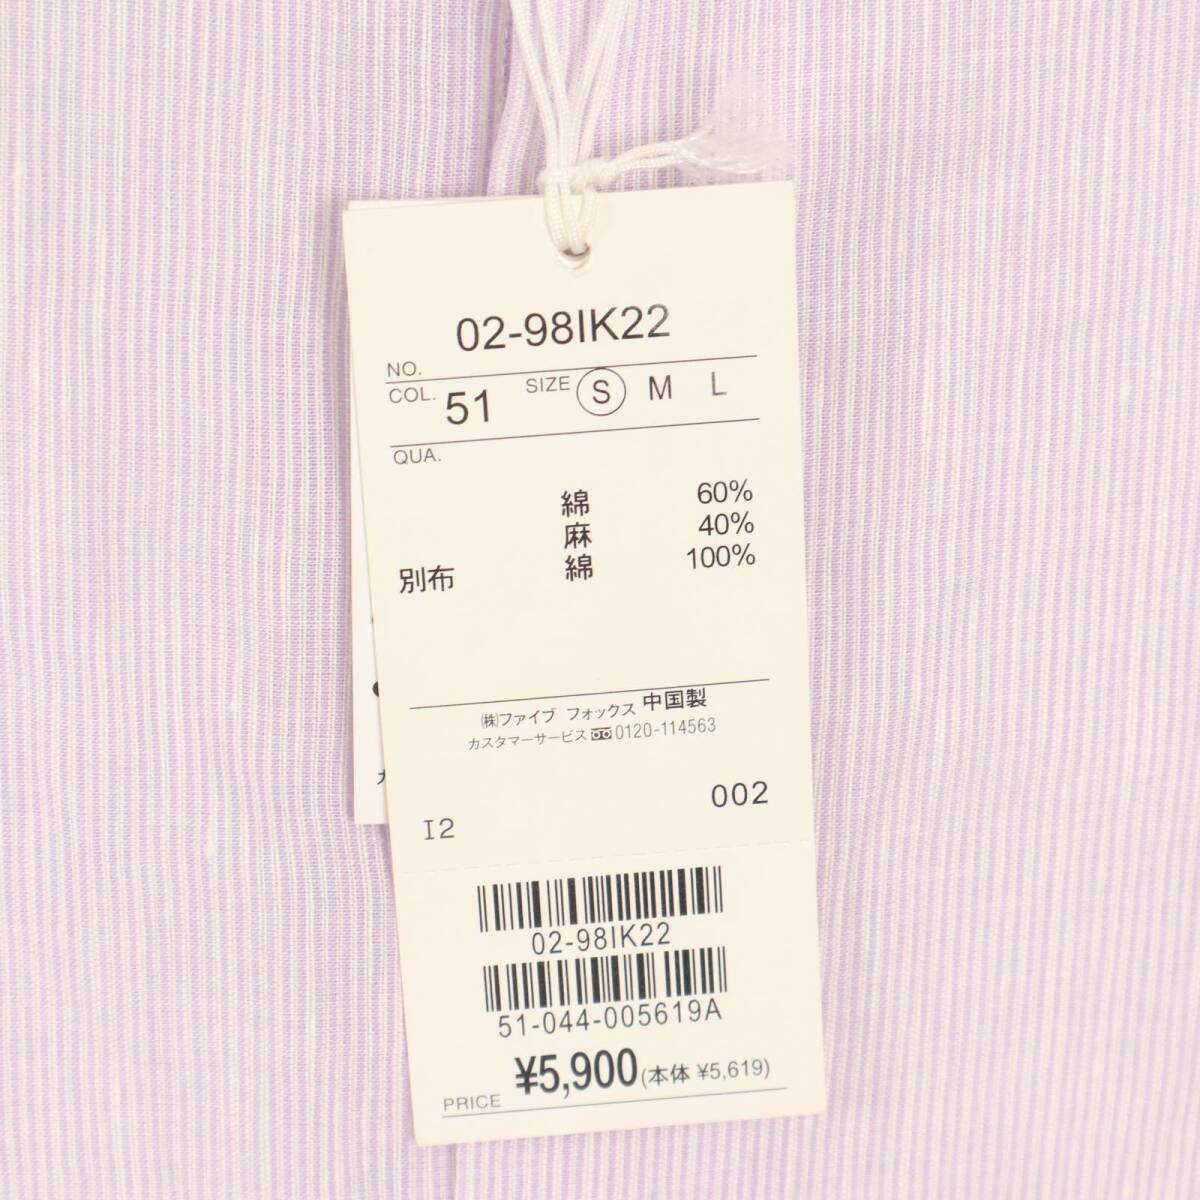 02-98IK22
NO.
COL. 51 SIZE S M L
QUA.
綿 60%
麻 40%
別布 綿 100%
㈱ファイブ フォックス 中国製
カスタマーサービス 0120-114563
I2 002
02-98IK22
51-044-005619A
PRICE ¥5,900(本体 ¥5,619)